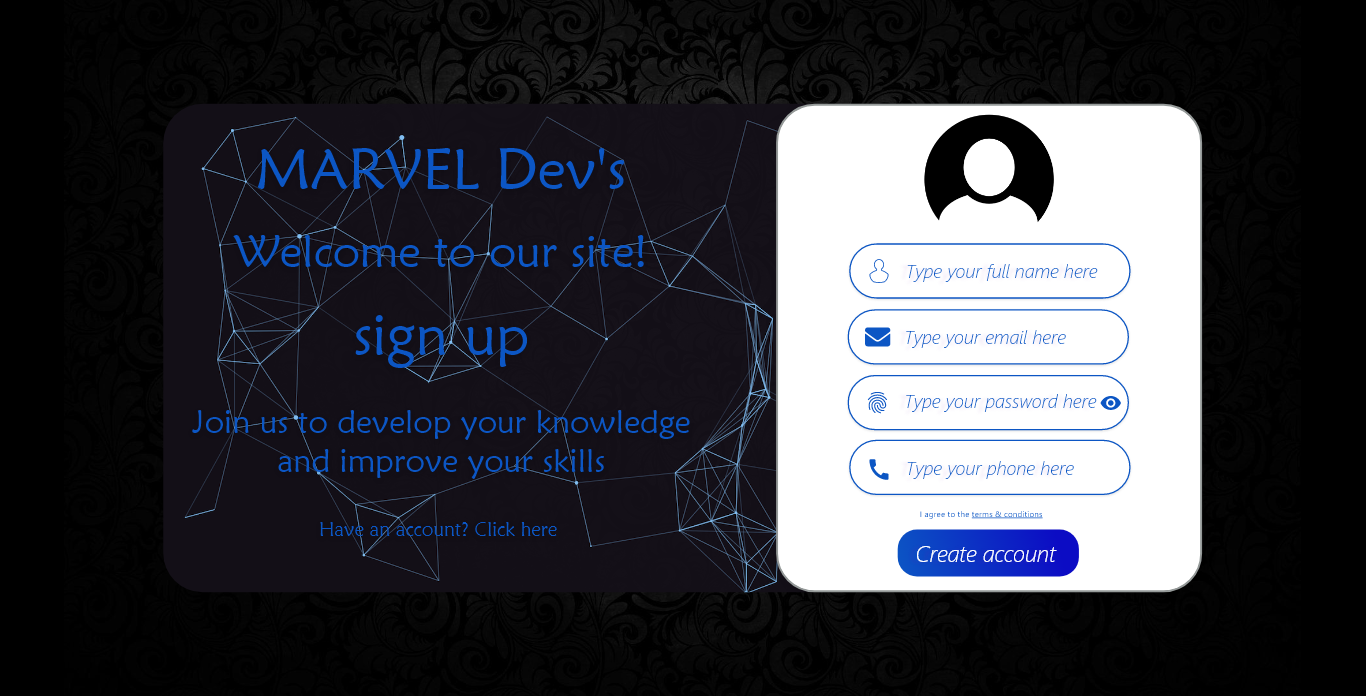 MARVEL Dev's
Welcome to our site!
sign up
Join us to develop your knowledge
and improve your skills
Have an account? Click here
Type your full name here
Type your email here
Type your password here
Type your phone here
I agree to the terms & conditions
Create account